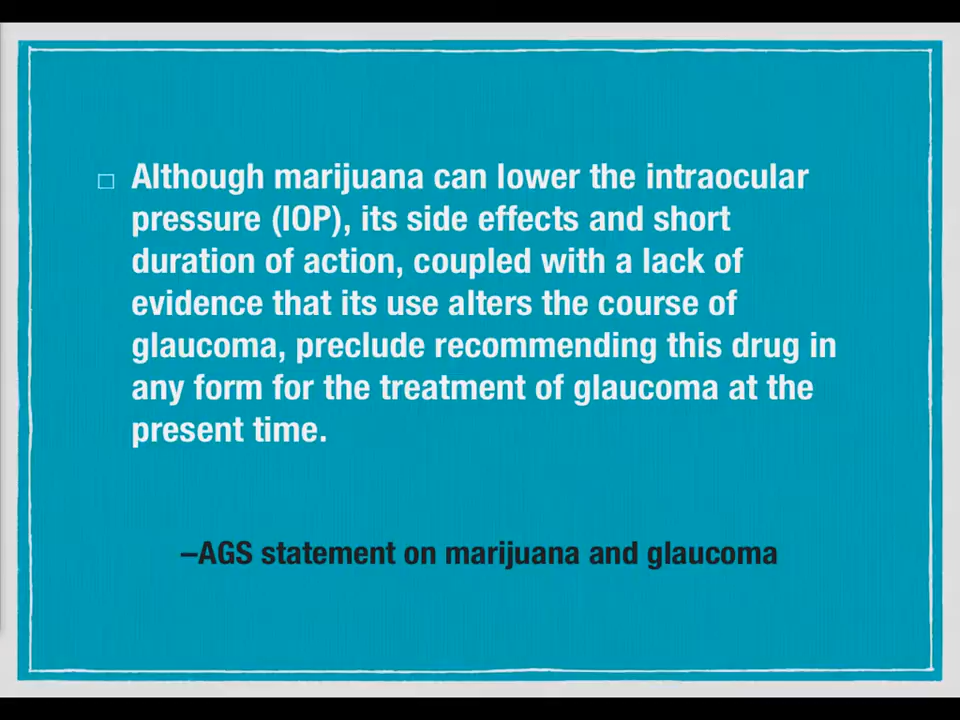 Although marijuana can lower the intraocular
pressure (IOP), its side effects and short
duration of action, coupled with a lack of
evidence that its use alters the course of
glaucoma, preclude recommending this drug in
any form for the treatment of glaucoma at the
present time.
–AGS statement on marijuana and glaucoma